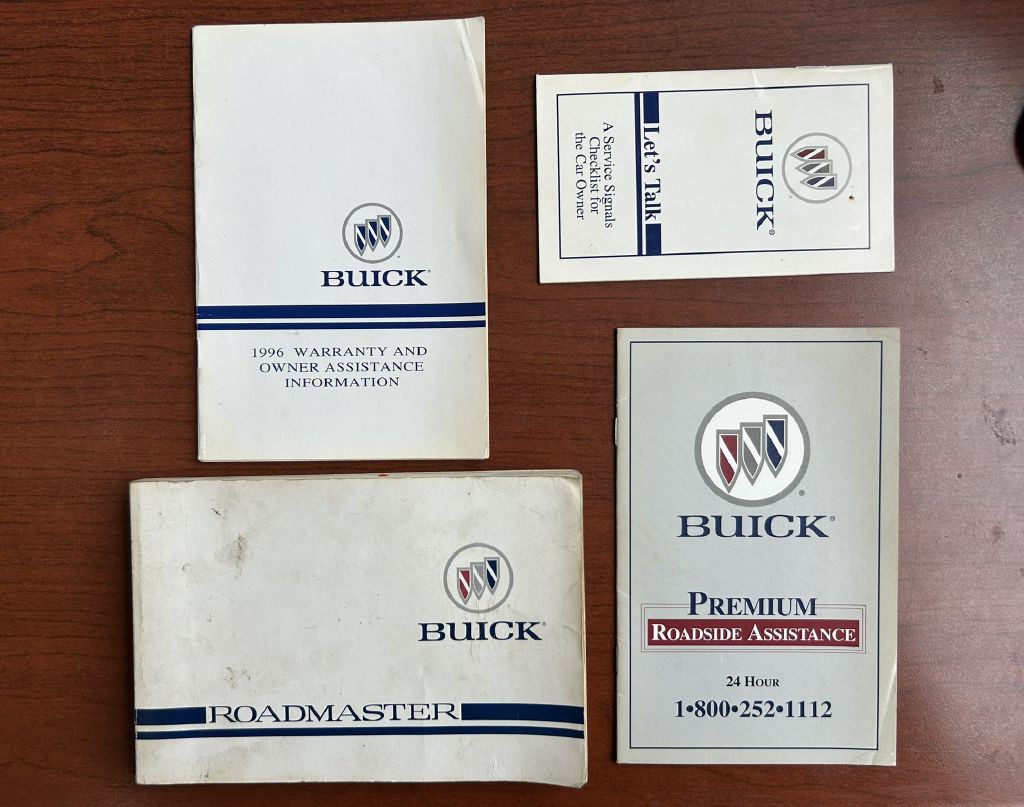 BUICK®
1996 WARRANTY AND
OWNER ASSISTANCE
INFORMATION
BUICK®
Let's Talk
A Service Signals
Checklist for
the Car Owner
BUICK®
ROADMASTER
®
BUICK®
PREMIUM
ROADSIDE ASSISTANCE
24 HOUR
1•800•252•1112